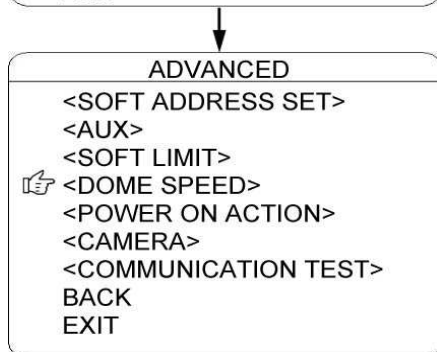 ADVANCED
<SOFT ADDRESS SET>
<AUX>
<SOFT LIMIT>
<DOME SPEED>
<POWER ON ACTION>
<CAMERA>
<COMMUNICATION TEST>
BACK
EXIT